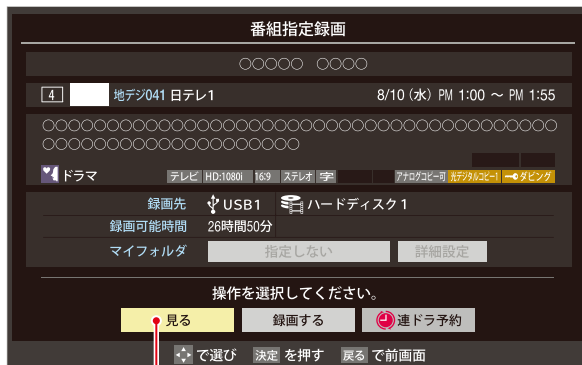 番組指定録画
○○○○○ ○○○○
4 地デジ041 日テレ1 8/10 (水) PM 1:00 ~ PM 1:55
○○○○○○○○○○○○○○○○○○○○○○○○○○○○○○○○○○○○○○○○
○○○○○○○○○○○○○○○○○○○○
ドラマ テレビ HD:1080i 16:9 ステレオ 字 アナログコピー可 光デジタルコピー1 ダビング
録画先 USB1 ハードディスク1
録画可能時間 26時間50分
マイフォルダ 指定しない 詳細設定
操作を選択してください。
見る 録画する 連ドラ予約
で選び 決定 を押す 戻る で前画面